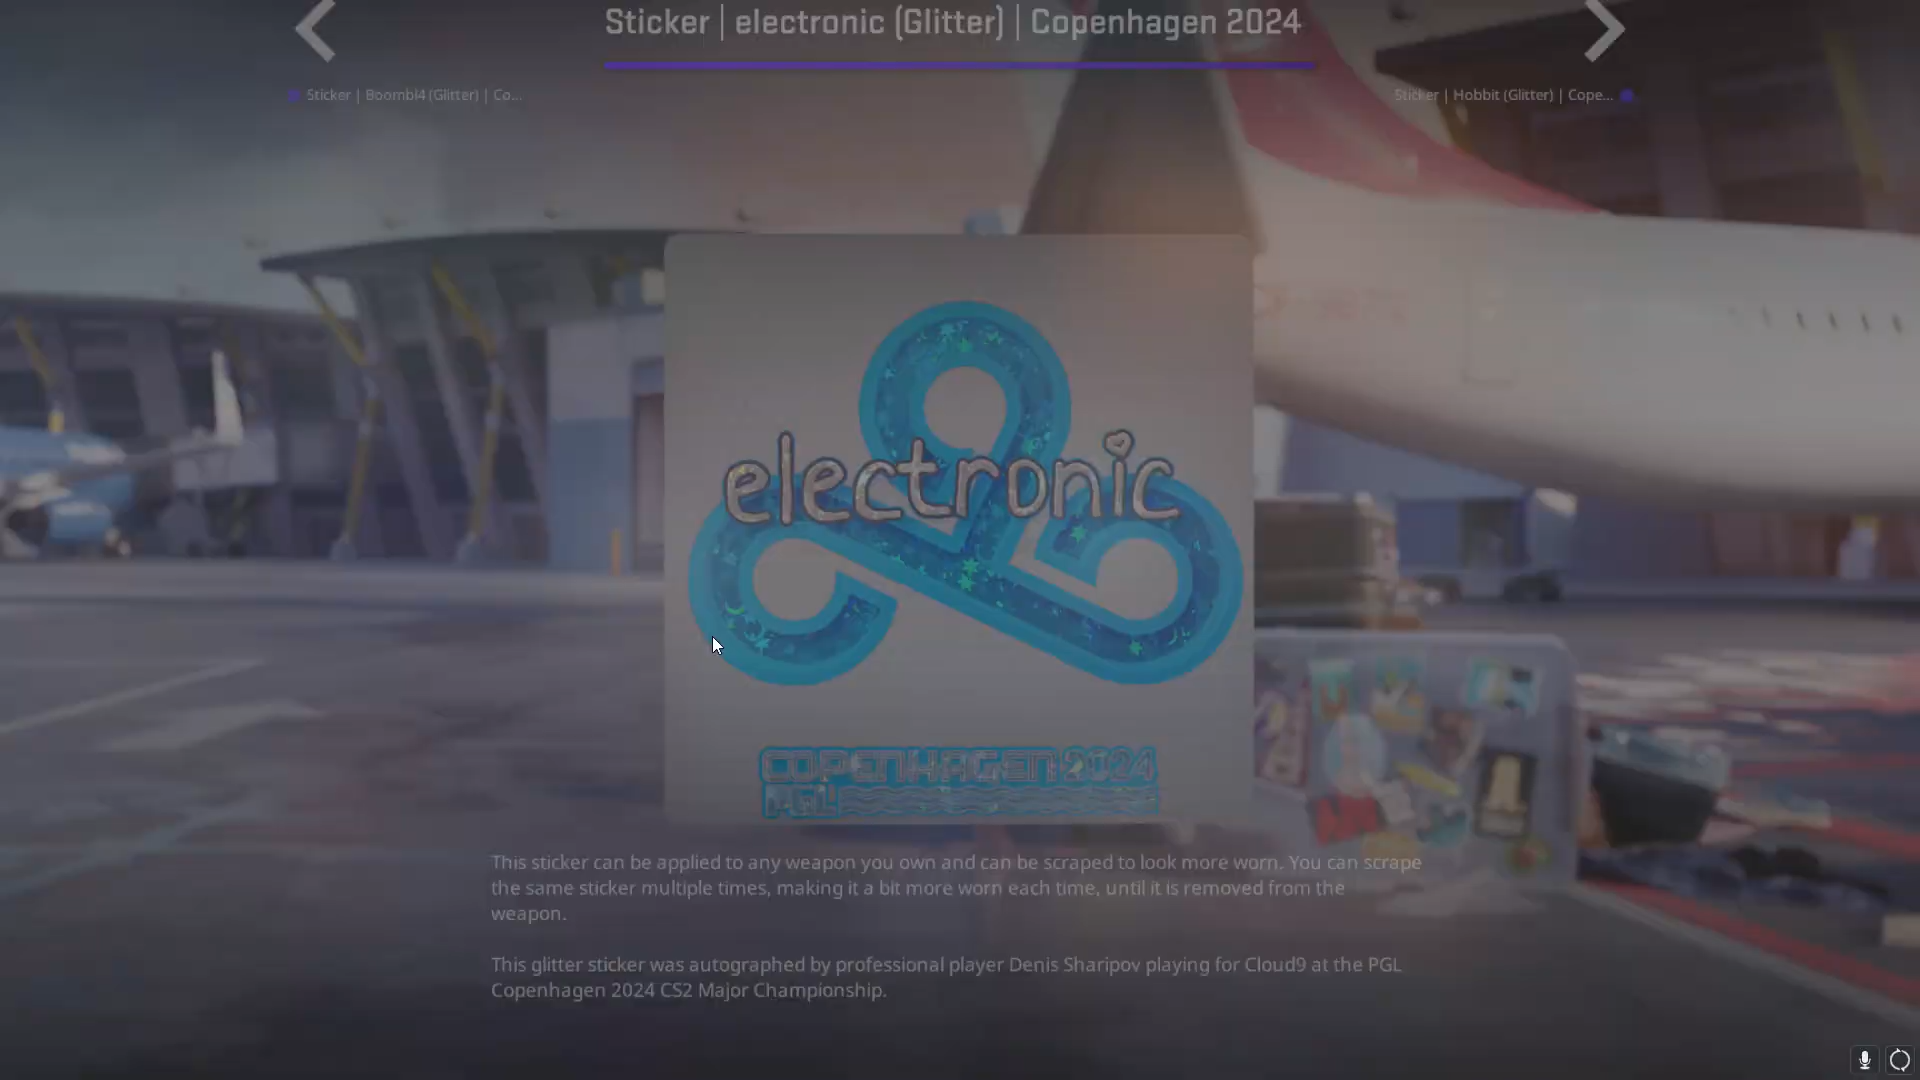 Sticker | electronic (Glitter) | Copenhagen 2024
Sticker | Boombl4 (Glitter) | Co...
Sticker | Hobbit (Glitter) | Cope...
electronic
COPENHAGEN 2024
PGL
This sticker can be applied to any weapon you own and can be scraped to look more worn. You can scrape
the same sticker multiple times, making it a bit more worn each time, until it is removed from the
weapon.
This glitter sticker was autographed by professional player Denis Sharipov playing for Cloud9 at the PGL
Copenhagen 2024 CS2 Major Championship.